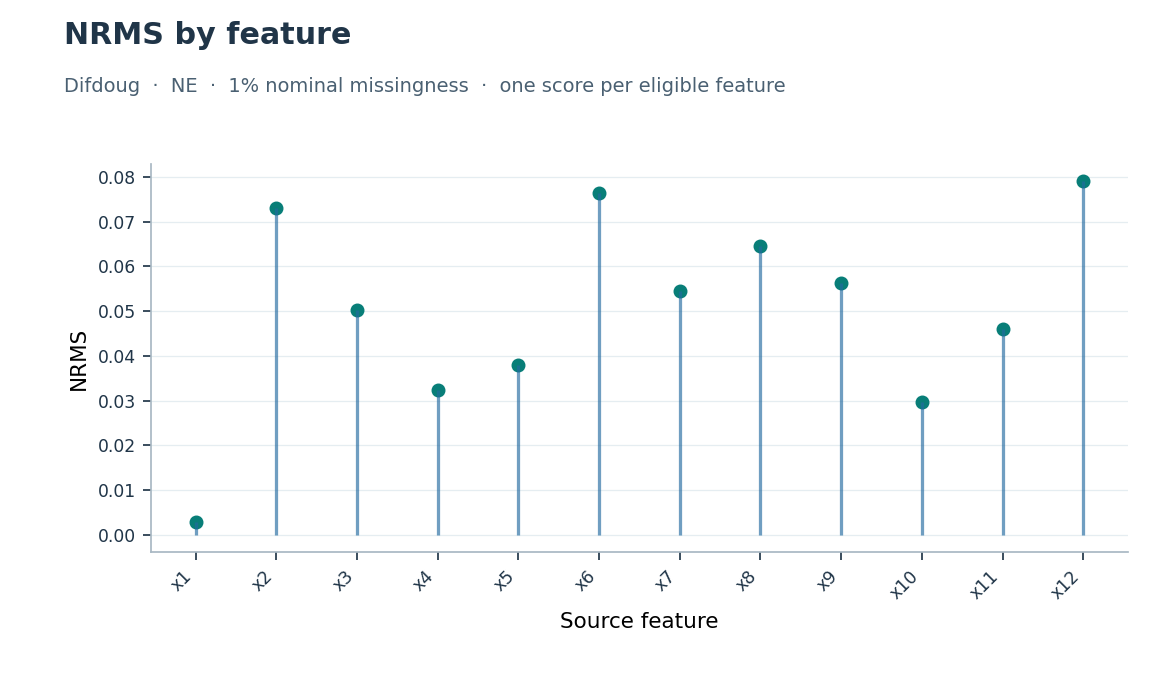 NRMS by feature
Difdoug · NE · 1% nominal missingness · one score per eligible feature
0.08
0.07
0.06
0.05
0.04
0.03
0.02
0.01
0.00
NRMS
x1 x2 x3 x4 x5 x6 x7 x8 x9 x10 x11 x12
Source feature